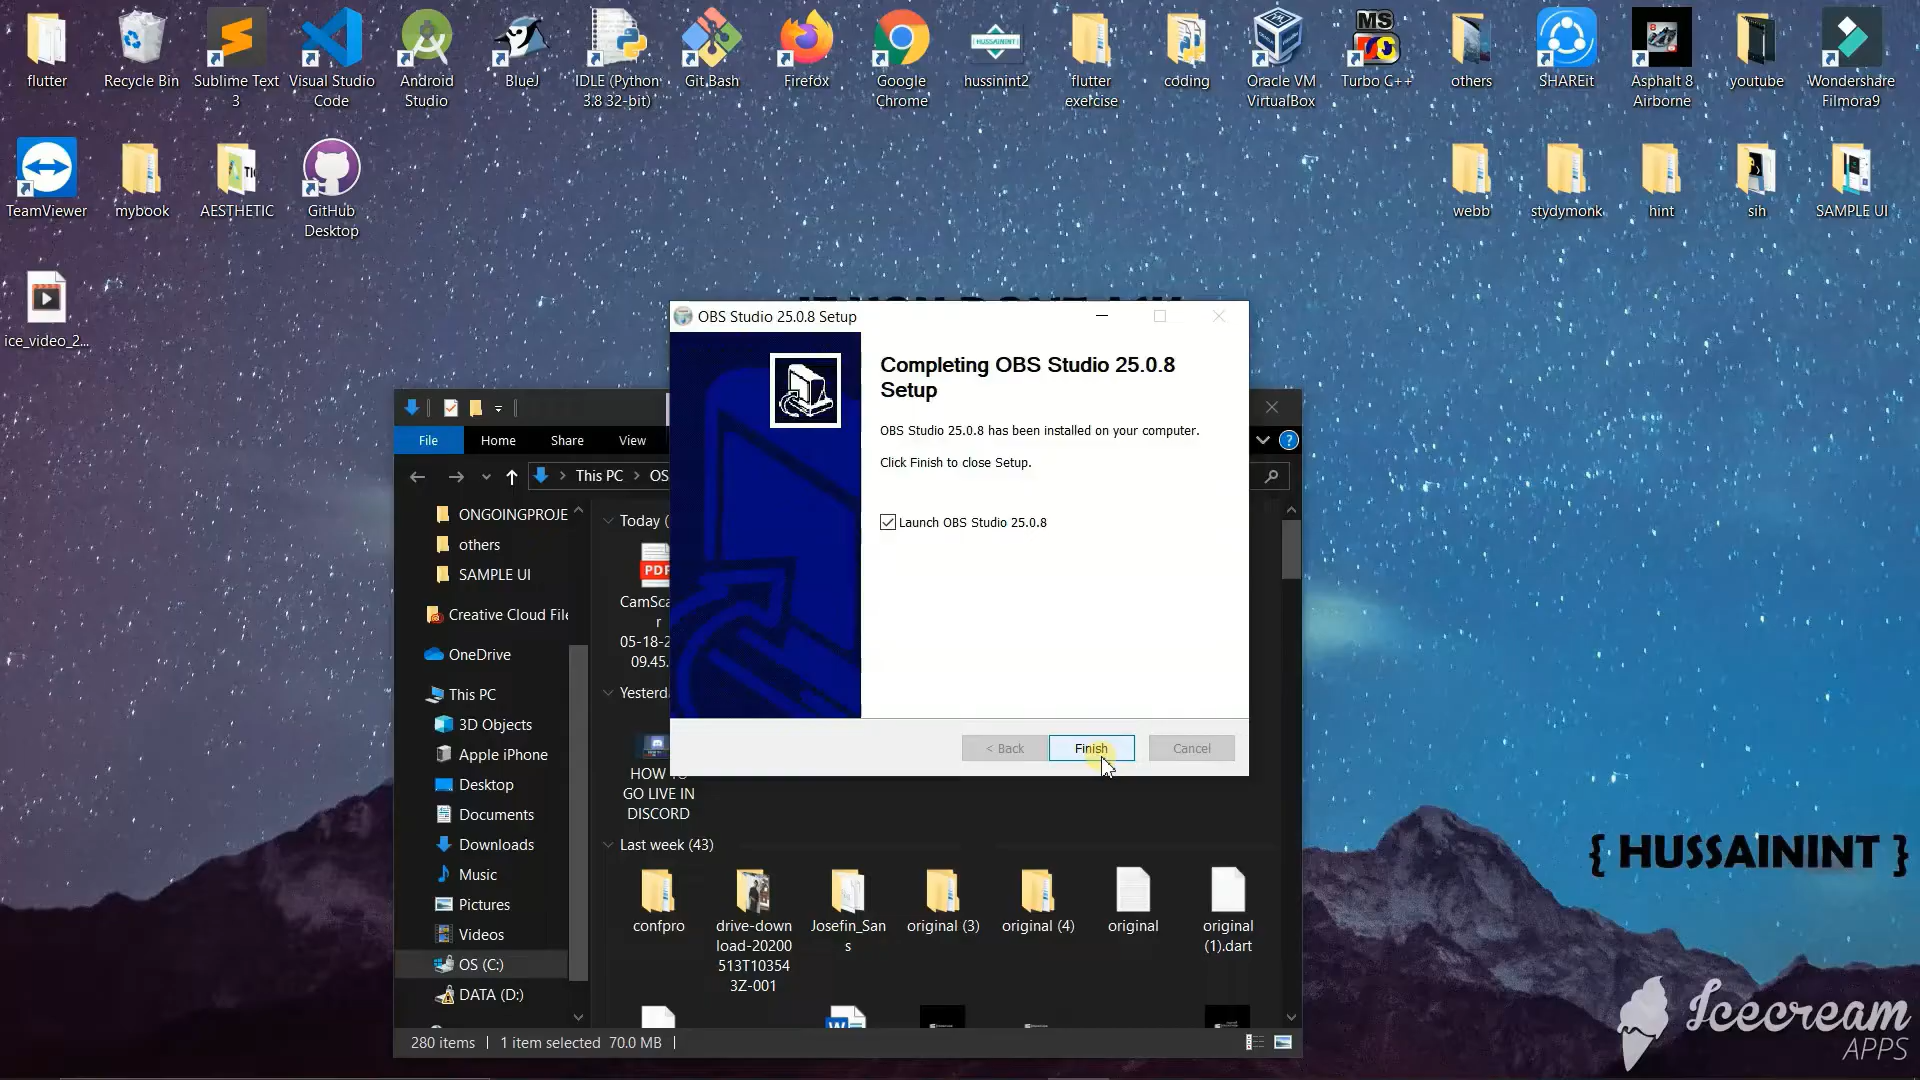 flutter
Recycle Bin
Sublime Text
3
Visual Studio
Code
Android
Studio
BlueJ
IDLE (Python
3.8 32-bit)
Git Bash
Firefox
Google
Chrome
HUSSAININT
hussinint2
flutter
exercise
cdding
Oracle VM
VirtualBox
MS
Turbo C++
others
SHAREit
Asphalt 8
Airborne
youtube
Wondershare
Filmora9
TeamViewer
mybook
AESTHETIC
GitHub
Desktop
webb
stydymonk
hint
sih
SAMPLE UI
ice_video_2...
OBS Studio 25.0.8 Setup
Completing OBS Studio 25.0.8
Setup
OBS Studio 25.0.8 has been installed on your computer.
Click Finish to close Setup.
Launch OBS Studio 25.0.8
< Back
Finish
Cancel
File
Home
Share
View
This PC
OS
ONGOINGPROJE
others
SAMPLE UI
Creative Cloud File
OneDrive
This PC
3D Objects
Apple iPhone
Desktop
Documents
Downloads
Music
Pictures
Videos
OS (C:)
DATA (D:)
Today (
PDF
CamSca
r
05-18-2
09.45.
Yesterda
HOW TO
GO LIVE IN
DISCORD
Last week (43)
confpro
drive-down
load-20200
513T10354
3Z-001
Josefin_San
s
original (3)
original (4)
original
original
(1).dart
280 items
1 item selected 70.0 MB
{ HUSSAININT }
Icecream
APPS